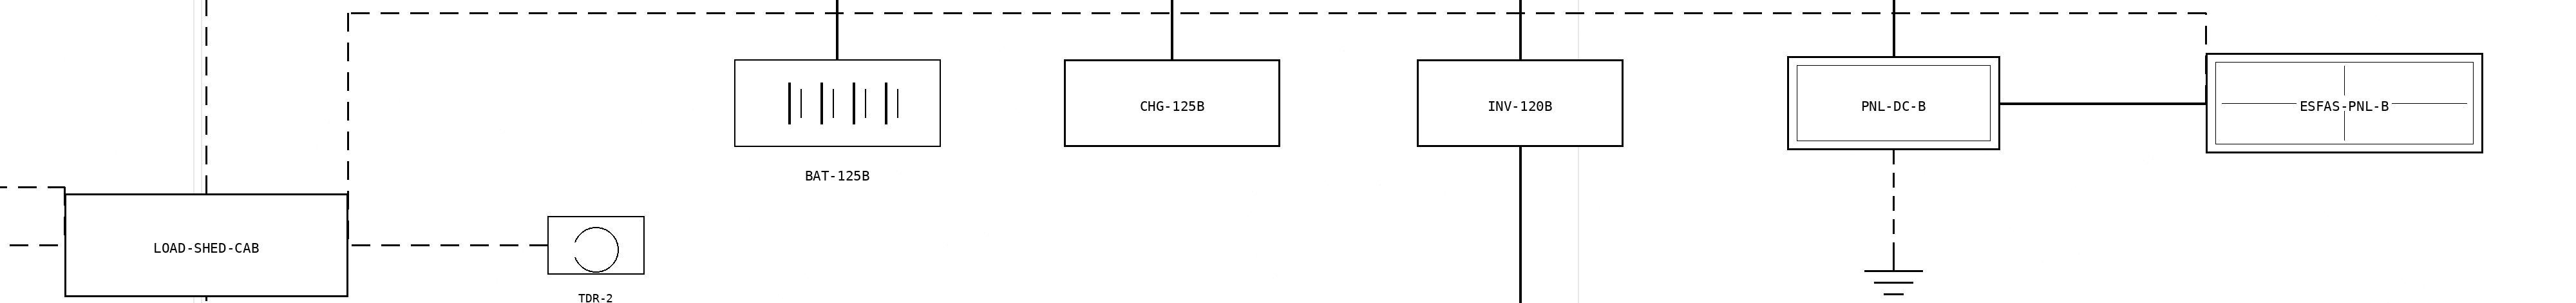 CHG-125B
INV-120B
PNL-DC-B
ESFAS-PNL-B
BAT-125B
LOAD-SHED-CAB
TDR-2